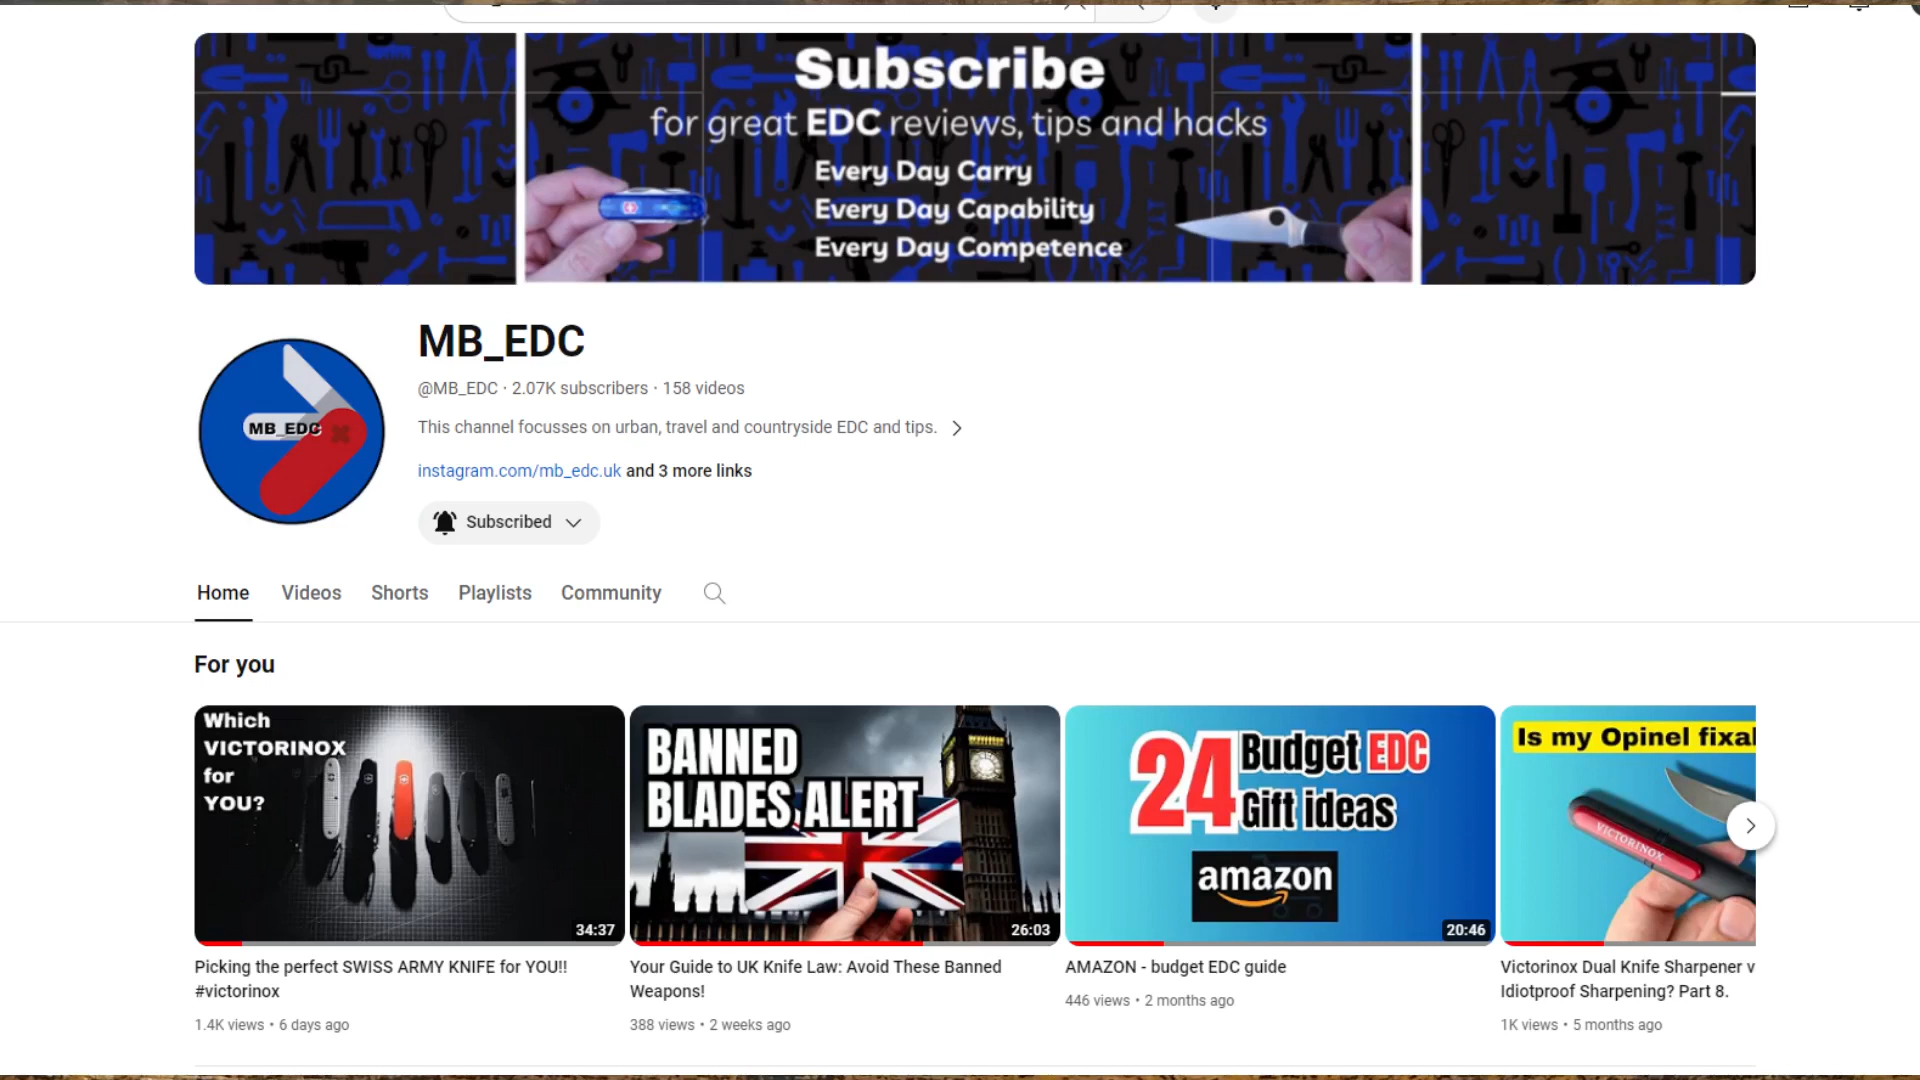 Subscribe
for great EDC reviews, tips and hacks
Every Day Carry
Every Day Capability
Every Day Competence
MB_EDC
MB_EDC
@MB_EDC · 2.07K subscribers · 158 videos
This channel focusses on urban, travel and countryside EDC and tips.
instagram.com/mb_edc.uk and 3 more links
Subscribed
Home Videos Shorts Playlists Community
For you
Which
VICTORINOX
for
YOU?
34:37
BANNED
BLADES ALERT
26:03
24 Budget EDC
Gift ideas
amazon
20:46
Is my Opinel fixal
VICTORINOX
Picking the perfect SWISS ARMY KNIFE for YOU!!
#victorinox
1.4K views • 6 days ago
Your Guide to UK Knife Law: Avoid These Banned
Weapons!
388 views • 2 weeks ago
AMAZON - budget EDC guide
446 views • 2 months ago
Victorinox Dual Knife Sharpener v
Idiotproof Sharpening? Part 8.
1K views • 5 months ago